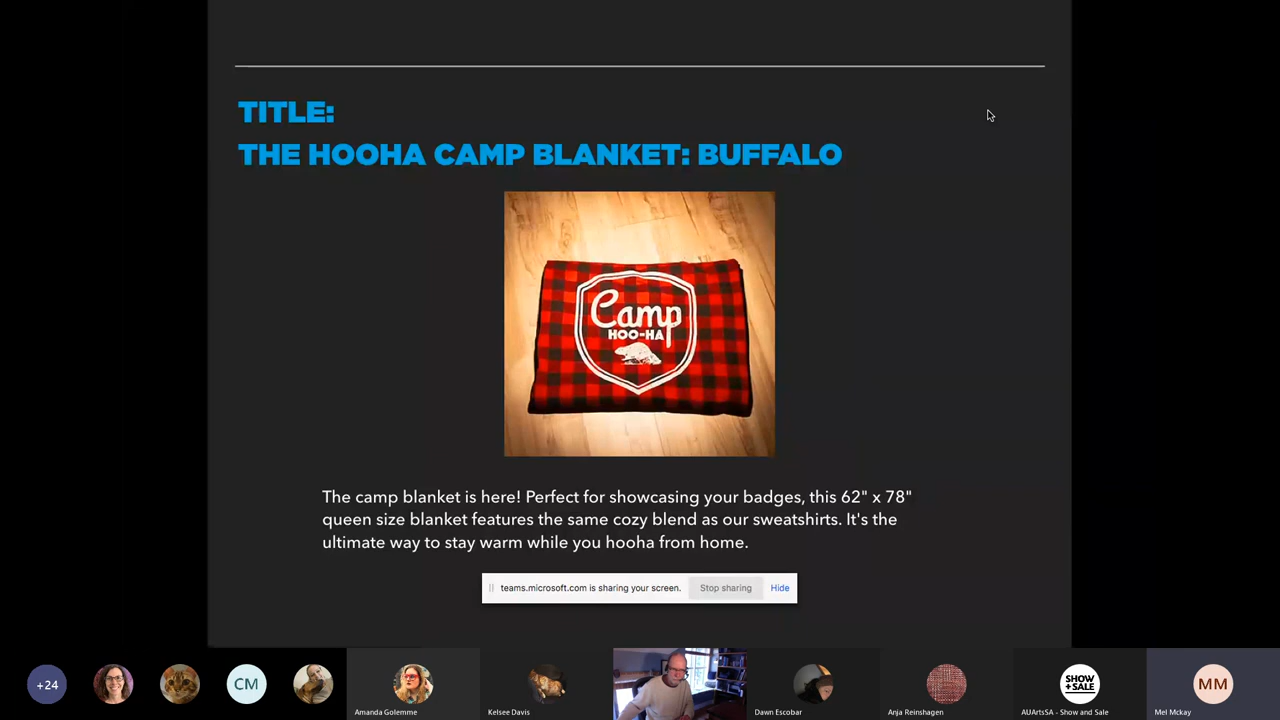 TITLE:
THE HOOHA CAMP BLANKET: BUFFALO
Camp
HOO-HA
The camp blanket is here! Perfect for showcasing your badges, this 62" x 78"
queen size blanket features the same cozy blend as our sweatshirts. It's the
ultimate way to stay warm while you hooha from home.
teams.microsoft.com is sharing your screen. Stop sharing Hide
+24
CM
SHOW
+SALE
MM
Amanda Golemme
Kelsee Davis
Dawn Escobar
Anja Reinshagen
AUArtsSA - Show and Sale
Mel Mckay